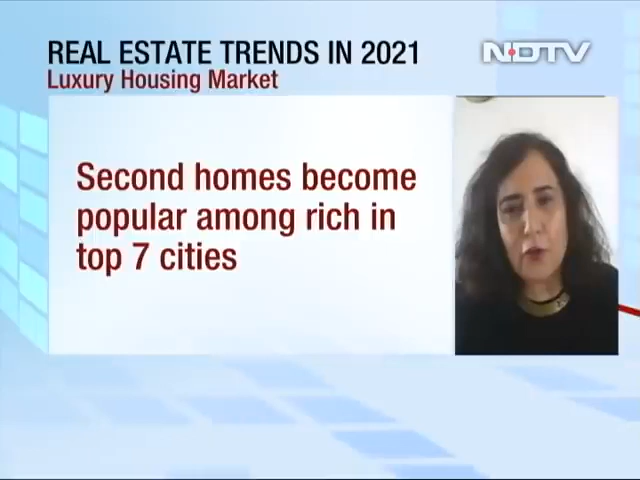 REAL ESTATE TRENDS IN 2021
NDTV
Luxury Housing Market
Second homes become
popular among rich in
top 7 cities